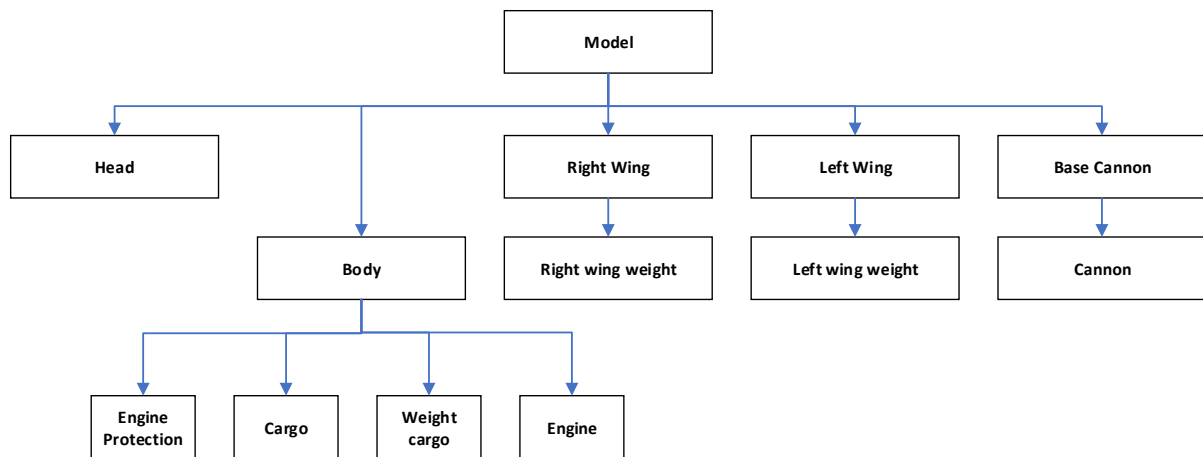 Model
Head
Right Wing
Left Wing
Base Cannon
Body
Right wing weight
Left wing weight
Cannon
Engine
Protection
Cargo
Weight
cargo
Engine